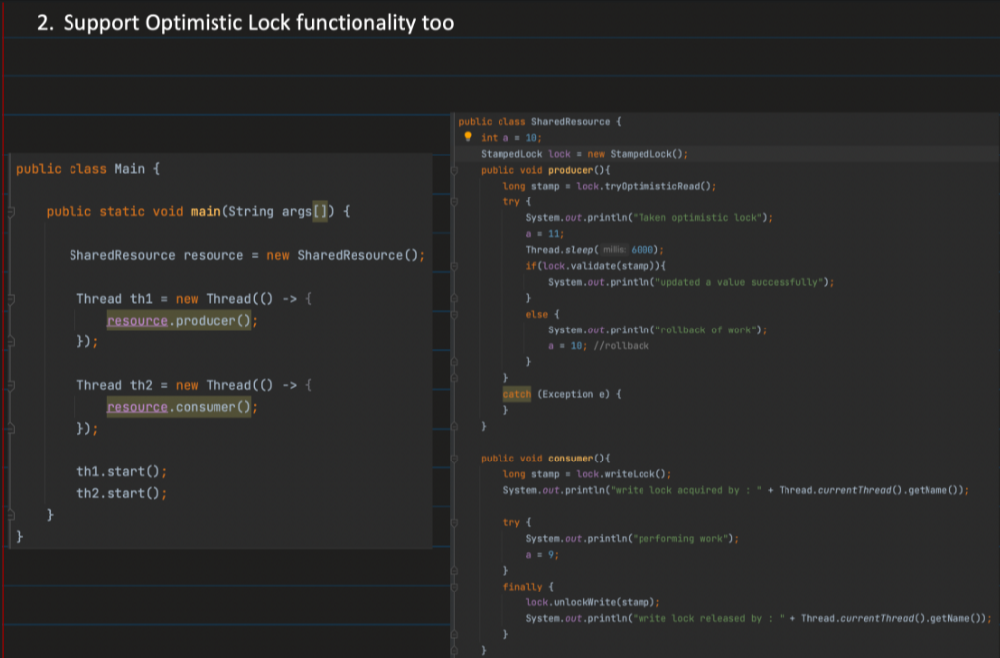 2. Support Optimistic Lock functionality too
public class Main {
public static void main(String args[]) {
SharedResource resource = new SharedResource();
Thread th1 = new Thread(() -> {
resource.producer();
});
Thread th2 = new Thread(() -> {
resource.consumer();
});
th1.start();
th2.start();
}
}
public class SharedResource {
int a = 10;
StampedLock lock = new StampedLock();
public void producer(){
long stamp = lock.tryOptimisticRead();
try {
System.out.println("Taken optimistic lock");
a = 11;
Thread.sleep( millis: 6000);
if(lock.validate(stamp)){
System.out.println("updated a value successfully");
}
else {
System.out.println("rollback of work");
a = 10; //rollback
}
}
catch (Exception e) {
}
}
public void consumer(){
long stamp = lock.writeLock();
System.out.println("write lock acquired by : " + Thread.currentThread().getName());
try {
System.out.println("performing work");
a = 9;
}
finally {
lock.unlockWrite(stamp);
System.out.println("write lock released by : " + Thread.currentThread().getName());
}
}